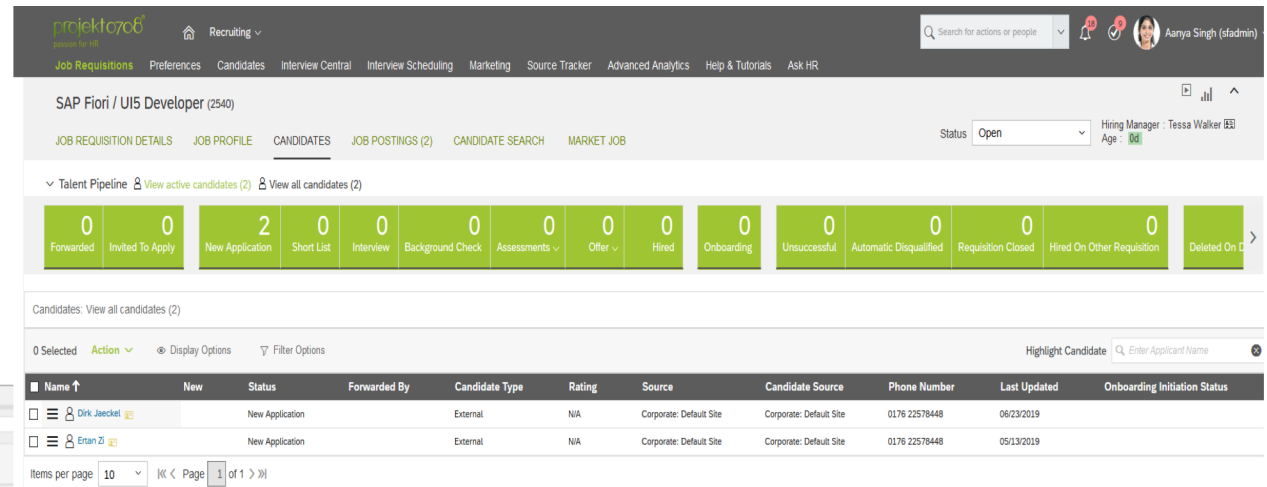 projekt0708®
passion for HR
Recruiting
Search for actions or people
18
9
Aanya Singh (sfadmin)
Job Requisitions Preferences Candidates Interview Central Interview Scheduling Marketing Source Tracker Advanced Analytics Help & Tutorials Ask HR
SAP Fiori / UI5 Developer (2540)
JOB REQUISITION DETAILS JOB PROFILE CANDIDATES JOB POSTINGS (2) CANDIDATE SEARCH MARKET JOB
Status Open
Hiring Manager : Tessa Walker
Age : 0d
Talent Pipeline View active candidates (2) View all candidates (2)
0 0 2 0 0 0 0 0 0 0 0 0 0 0
Forwarded Invited To Apply New Application Short List Interview Background Check Assessments Offer Hired Onboarding Unsuccessful Automatic Disqualified Requisition Closed Hired On Other Requisition Deleted On D
Candidates: View all candidates (2)
0 Selected Action Display Options Filter Options Highlight Candidate Enter Applicant Name
Name New Status Forwarded By Candidate Type Rating Source Candidate Source Phone Number Last Updated Onboarding Initiation Status
Dirk Jaeckel New Application External N/A Corporate: Default Site Corporate: Default Site 0176 22578448 06/23/2019
Ertan Zi New Application External N/A Corporate: Default Site Corporate: Default Site 0176 22578448 05/13/2019
Items per page 10 Page 1 of 1